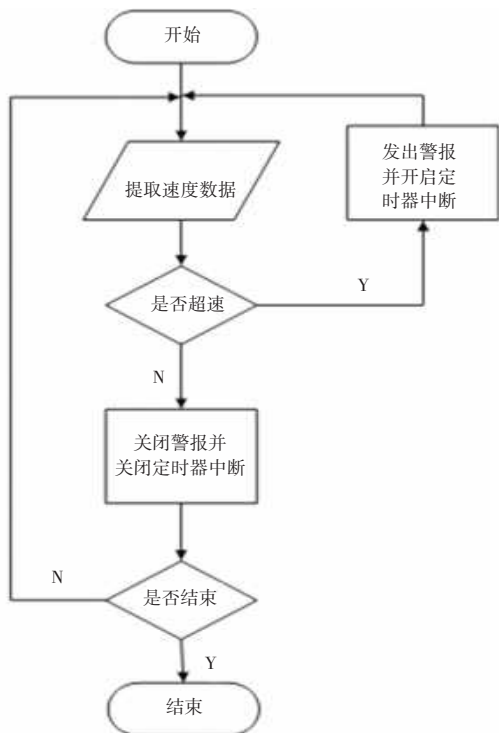 开始
提取速度数据
发出警报
并开启定
时器中断
是否超速
Y
N
关闭警报并
关闭定时器中断
是否结束
N
Y
结束